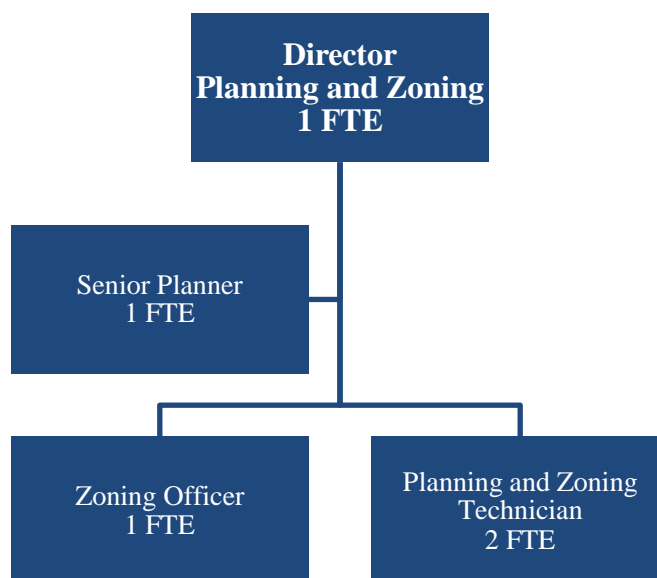 Director
Planning and Zoning
1 FTE
Senior Planner
1 FTE
Zoning Officer
1 FTE
Planning and Zoning
Technician
2 FTE